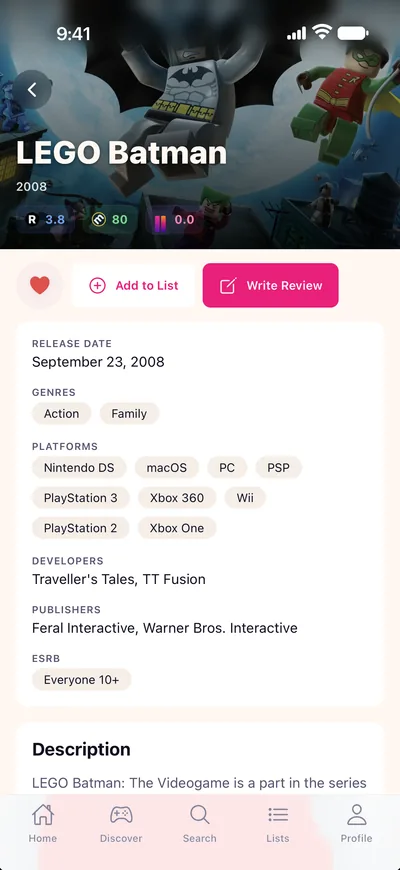 9:41
LEGO Batman
2008
R 3.8
80
0.0
Add to List
Write Review
RELEASE DATE
September 23, 2008
GENRES
Action Family
PLATFORMS
Nintendo DS macOS PC PSP
PlayStation 3 Xbox 360 Wii
PlayStation 2 Xbox One
DEVELOPERS
Traveller's Tales, TT Fusion
PUBLISHERS
Feral Interactive, Warner Bros. Interactive
ESRB
Everyone 10+
Description
LEGO Batman: The Videogame is a part in the series
Home Discover Search Lists Profile